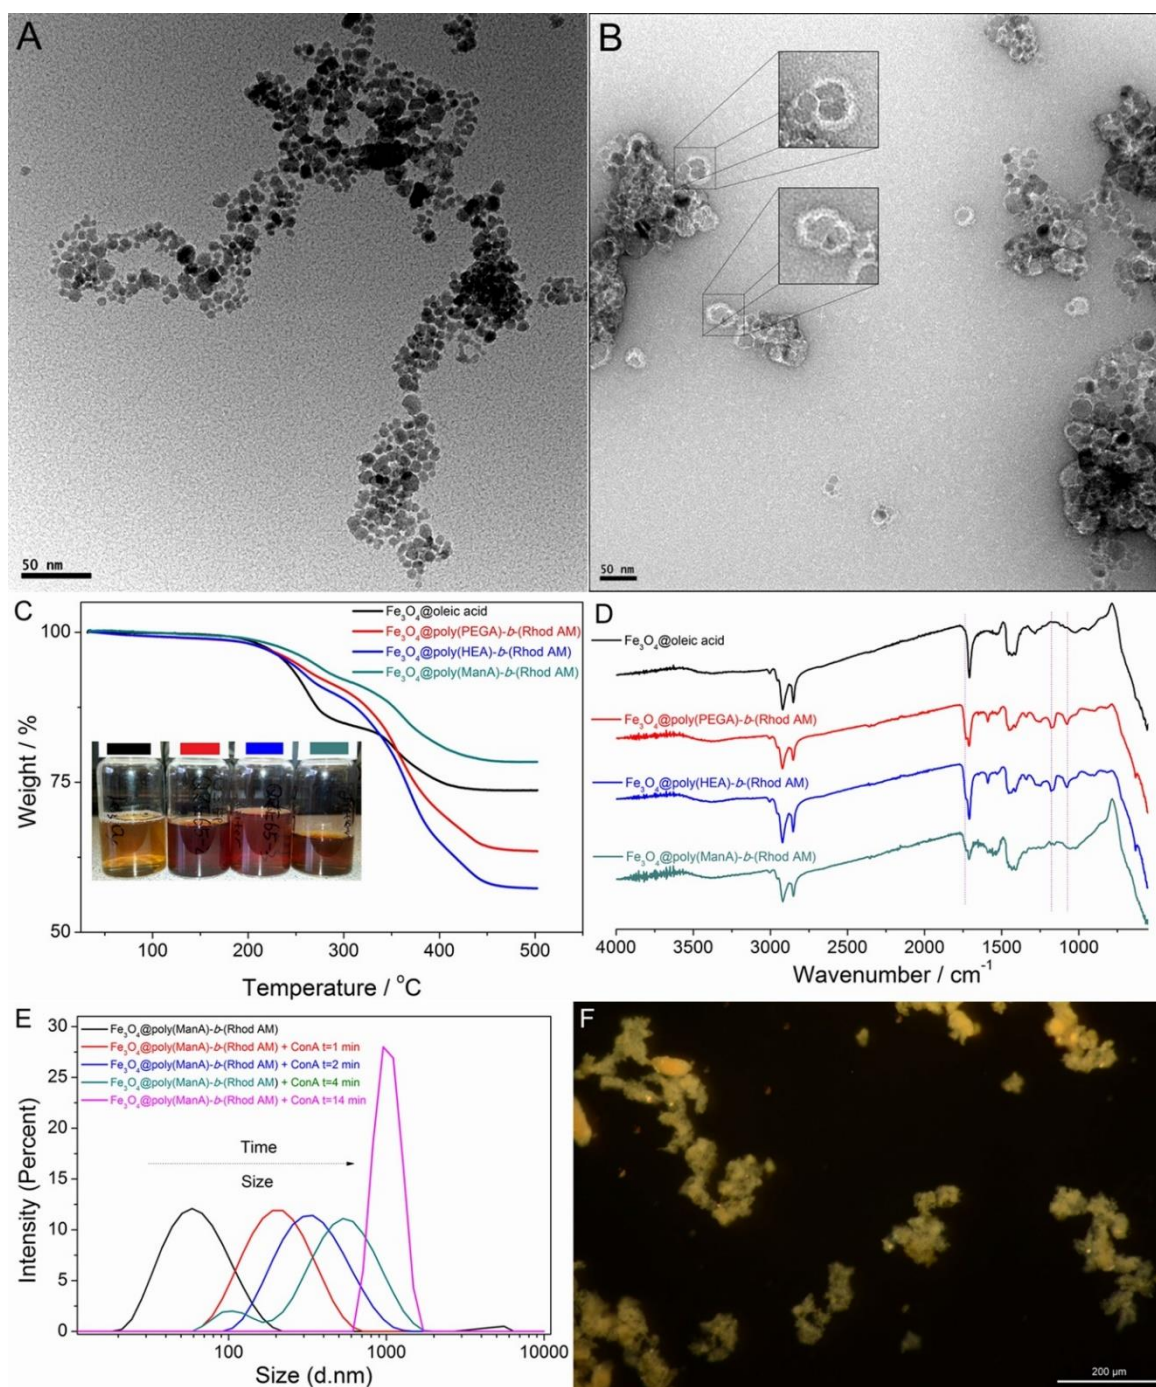 A
50 nm
B
50 nm
C
Fe₃O₄@oleic acid
Fe₃O₄@poly(PEGA)-b-(Rhod AM)
Fe₃O₄@poly(HEA)-b-(Rhod AM)
Fe₃O₄@poly(ManA)-b-(Rhod AM)
100
75
50
Weight / %
100
200
300
400
500
Temperature / °C
D
Fe₃O₄@oleic acid
Fe₃O₄@poly(PEGA)-b-(Rhod AM)
Fe₃O₄@poly(HEA)-b-(Rhod AM)
Fe₃O₄@poly(ManA)-b-(Rhod AM)
4000
3500
3000
2500
2000
1500
1000
Wavenumber / cm⁻¹
E
Fe₃O₄@poly(ManA)-b-(Rhod AM)
Fe₃O₄@poly(ManA)-b-(Rhod AM) + ConA t=1 min
Fe₃O₄@poly(ManA)-b-(Rhod AM) + ConA t=2 min
Fe₃O₄@poly(ManA)-b-(Rhod AM) + ConA t=4 min
Fe₃O₄@poly(ManA)-b-(Rhod AM) + ConA t=14 min
Time
Size
30
25
20
15
10
5
0
Intensity (Percent)
100
1000
10000
Size (d.nm)
F
200 µm